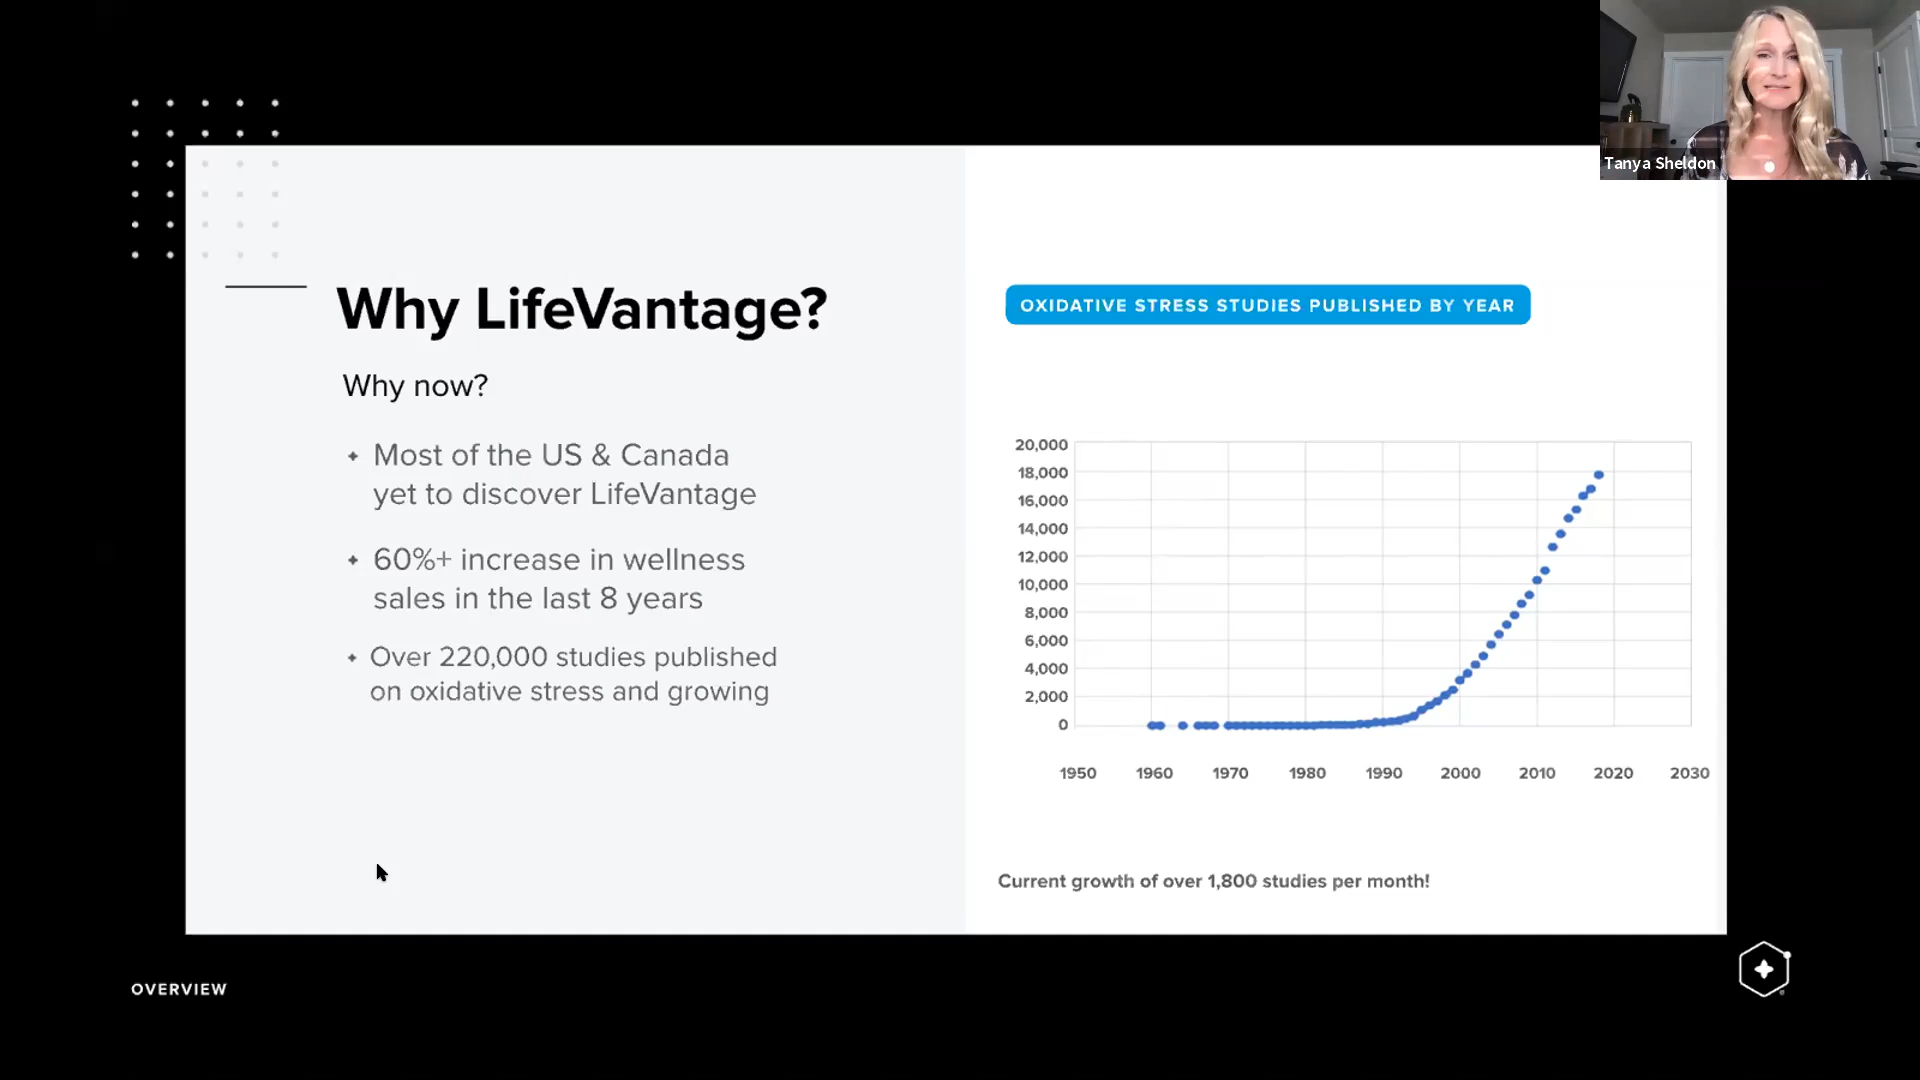 Tanya Sheldon
Why LifeVantage?
Why now?
Most of the US & Canada
yet to discover LifeVantage
60%+ increase in wellness
sales in the last 8 years
Over 220,000 studies published
on oxidative stress and growing
OXIDATIVE STRESS STUDIES PUBLISHED BY YEAR
20,000
18,000
16,000
14,000
12,000
10,000
8,000
6,000
4,000
2,000
0
1950 1960 1970 1980 1990 2000 2010 2020 2030
Current growth of over 1,800 studies per month!
OVERVIEW